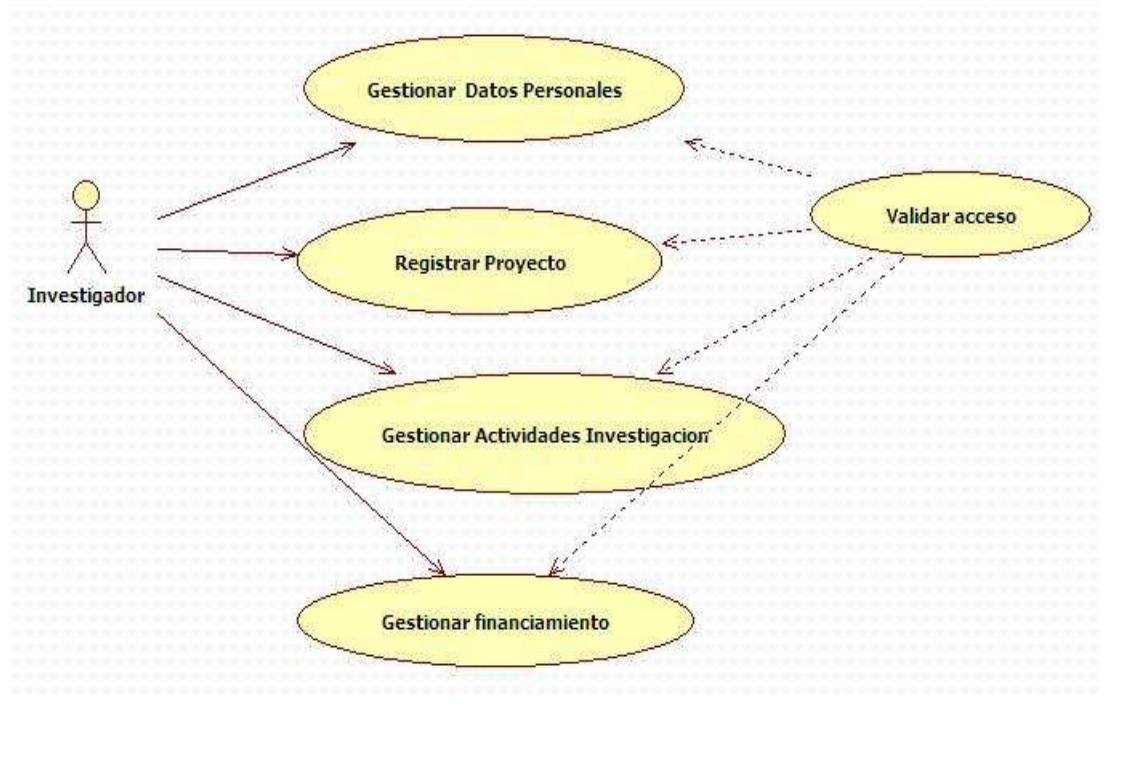 Gestionar Datos Personales
Validar acceso
Registrar Proyecto
Investigador
Gestionar Actividades Investigacion
Gestionar financiamiento